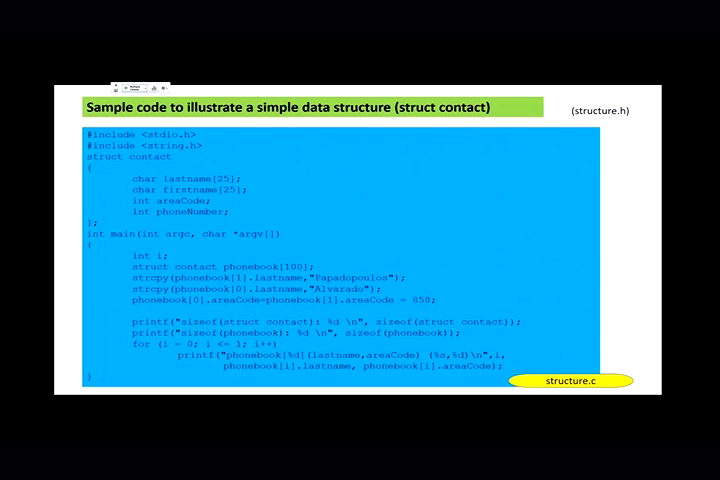 Sample code to illustrate a simple data structure (struct contact)
(structure.h)
#include <stdio.h>
#include <string.h>
struct contact
{
char lastname[25];
char firstname[25];
int areaCode;
int phoneNumber;
};
int main(int argc, char *argv[])
{
int i;
struct contact phonebook[100];
strcpy(phonebook[1].lastname,"Papadopoulos");
strcpy(phonebook[0].lastname,"Alvarado");
phonebook[0].areaCode=phonebook[1].areaCode = 858;
printf("sizeof(struct contact): %d \n", sizeof(struct contact));
printf("sizeof(phonebook): %d \n", sizeof(phonebook));
for (i = 0; i <= 1; i++)
printf("phonebook[%d](lastname,areaCode) (%s,%d)\n",i,
phonebook[i].lastname, phonebook[i].areaCode);
}
structure.c